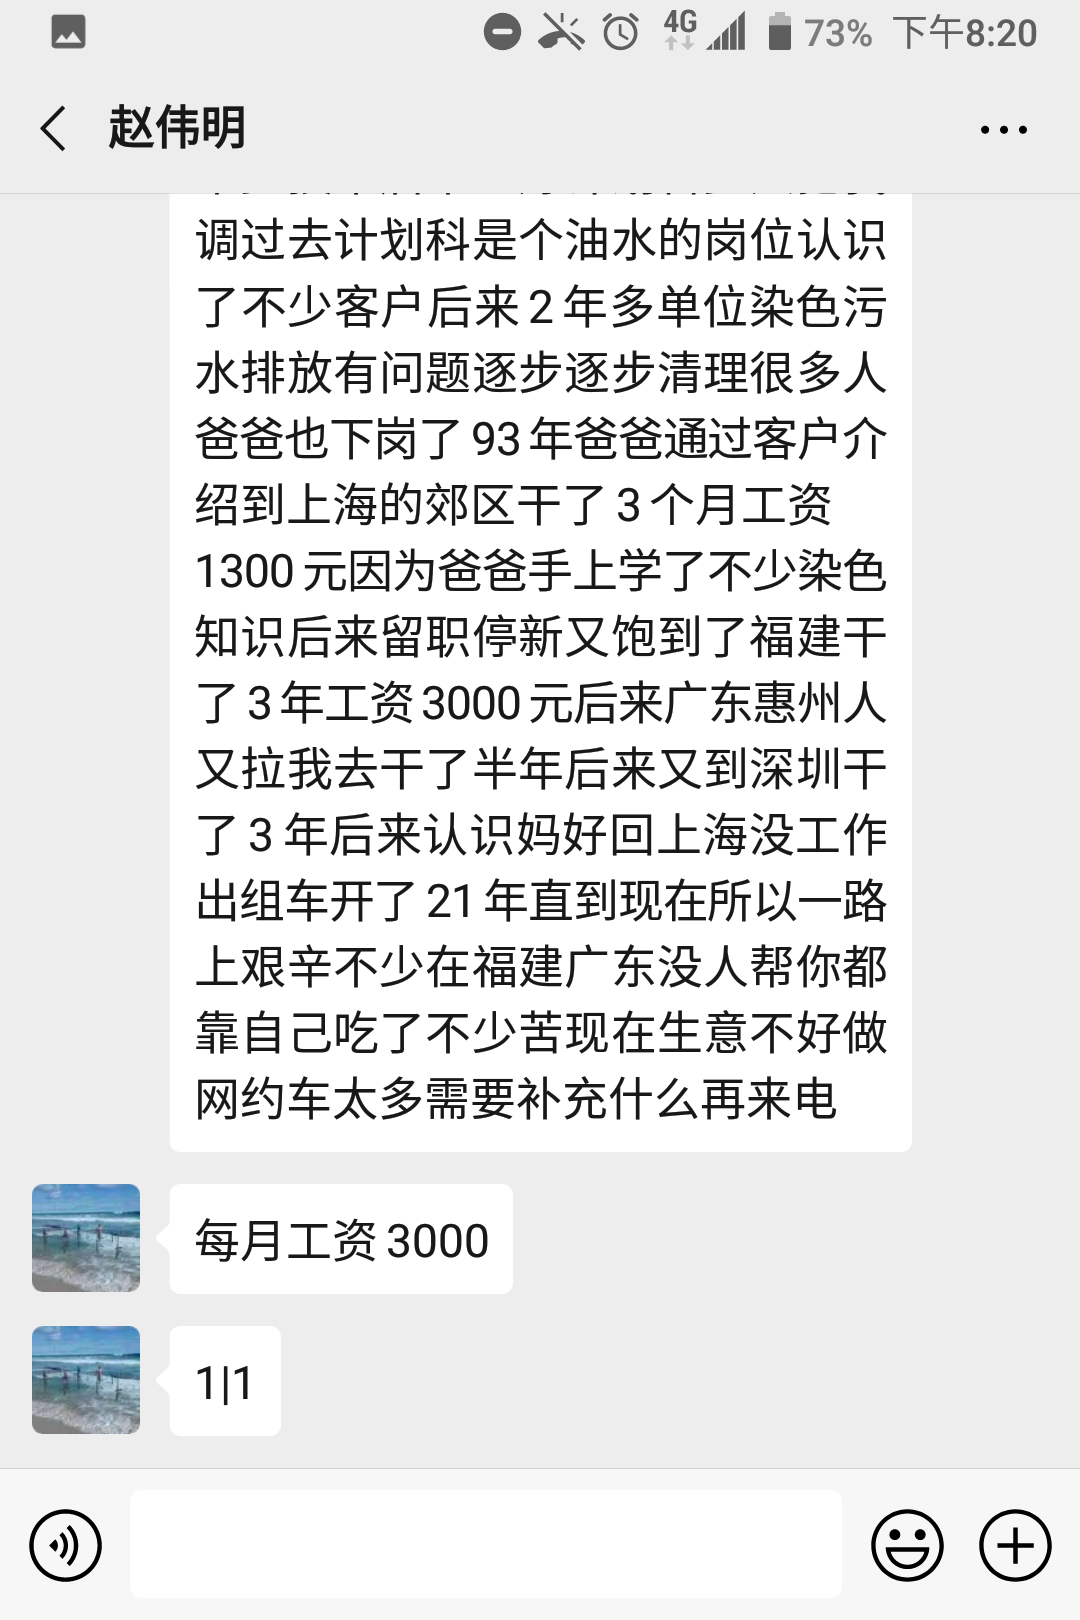 4G 73% 下午8:20
赵伟明
调过去计划科是个油水的岗位认识
了不少客户后来2年多单位染色污
水排放有问题逐步逐步清理很多人
爸爸也下岗了93年爸爸通过客户介
绍到上海的郊区干了3个月工资
1300元因为爸爸手上学了不少染色
知识后来留职停新又饱到了福建干
了3年工资3000元后来广东惠州人
又拉我去干了半年后来又到深圳干
了3年后来认识妈好回上海没工作
出组车开了21年直到现在所以一路
上艰辛不少在福建广东没人帮你都
靠自己吃了不少苦现在生意不好做
网约车太多需要补充什么再来电
每月工资3000
1|1